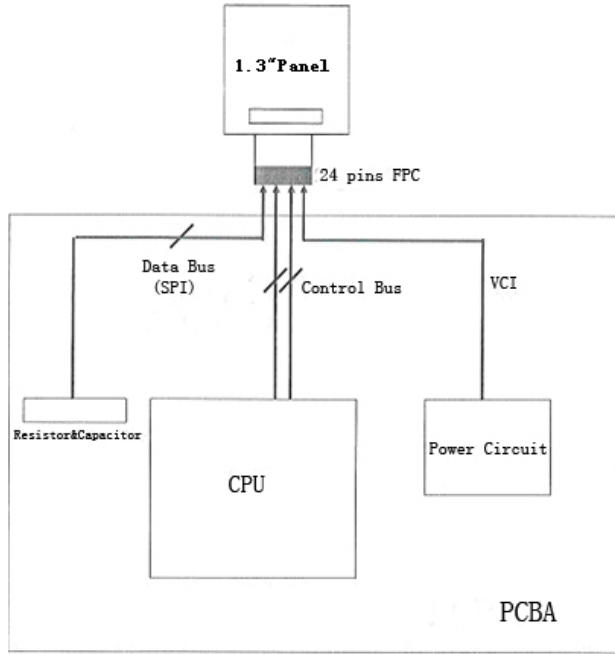 1.3"Panel
24 pins FPC
Data Bus
(SPI)
Control Bus
VCI
Resistor&Capacitor
CPU
Power Circuit
PCBA